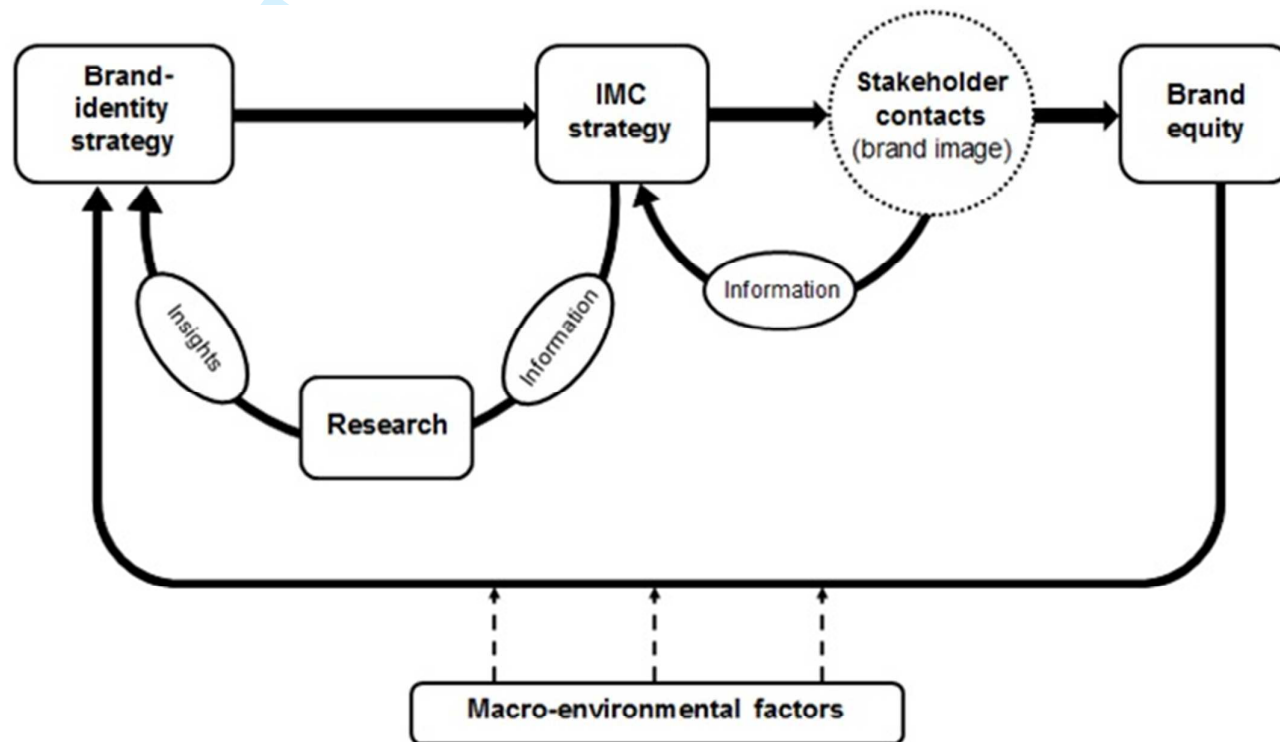 Brand-
identity
strategy
IMC
strategy
Stakeholder
contacts
(brand image)
Brand
equity
Insights
Information
Information
Research
Macro-environmental factors